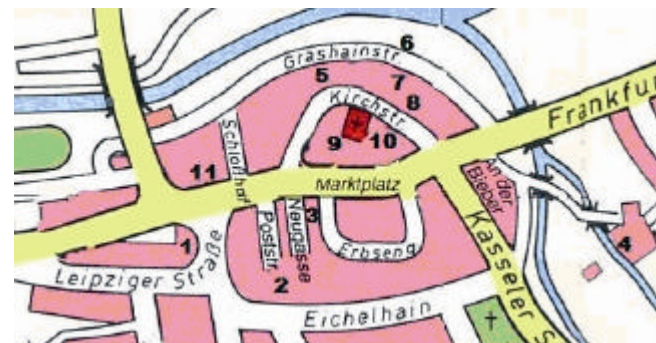 6
Grashainstr.
5
7
8
Kirchstr
Frankfu
9
10
Schloßhof
11
Marktplatz
An der
Bieber
3
Poststr.
Neugasse
Kasseler S
1
Erbseng
4
Leipziger Straße
2
Eichelhain